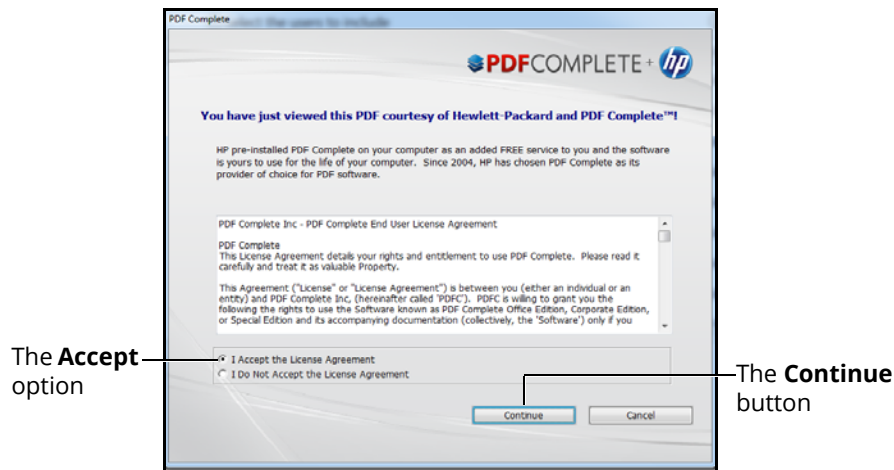 PDF Complete
select the users to include
PDFCOMPLETE + hp
You have just viewed this PDF courtesy of Hewlett-Packard and PDF Complete™!
HP pre-installed PDF Complete on your computer as an added FREE service to you and the software
is yours to use for the life of your computer. Since 2004, HP has chosen PDF Complete as its
provider of choice for PDF software.
PDF Complete Inc - PDF Complete End User License Agreement
PDF Complete
This License Agreement details your rights and entitlement to use PDF Complete. Please read it
carefully and treat it as valuable Property.
This Agreement ("License" or "License Agreement") is between you (either an individual or an
entity) and PDF Complete Inc, (hereinafter called 'PDFC'). PDFC is willing to grant you the
following the rights to use the Software known as PDF Complete Office Edition, Corporate Edition,
or Special Edition and its accompanying documentation (collectively, the 'Software') only if you
The Accept
option
I Accept the License Agreement
I Do Not Accept the License Agreement
The Continue
button
Continue
Cancel